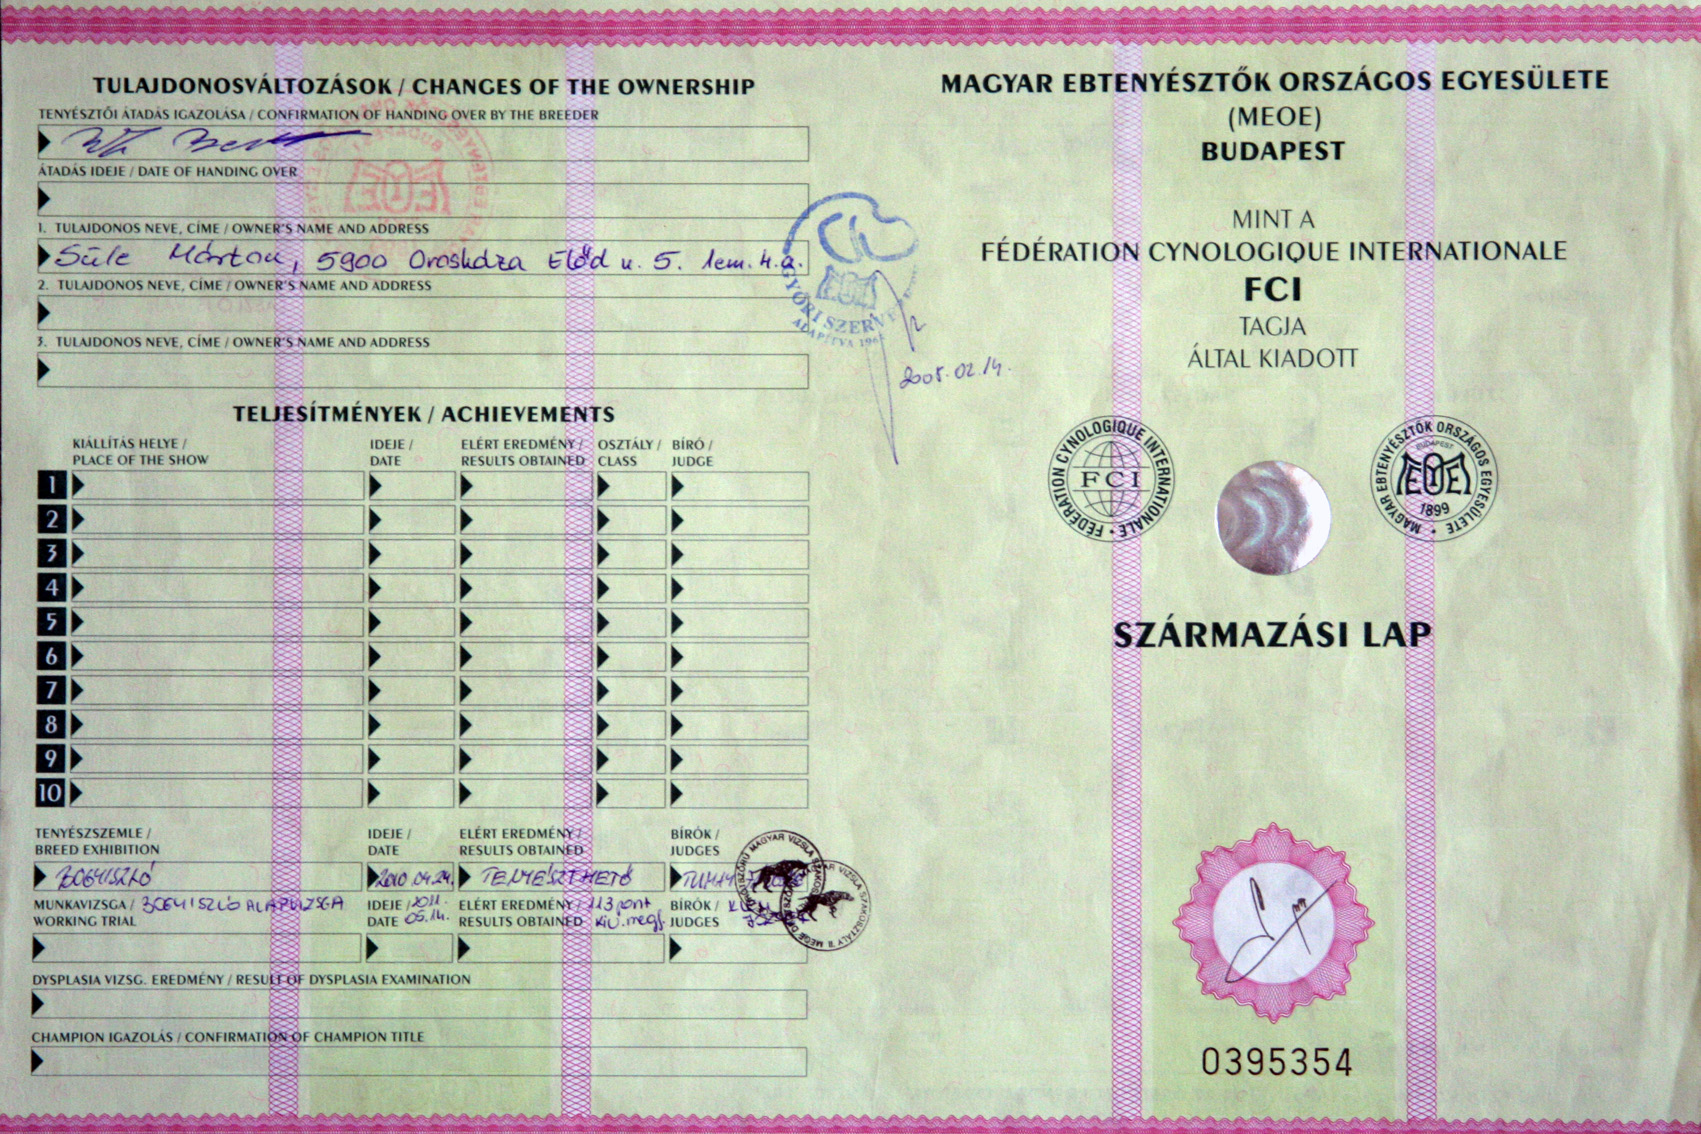 TULAJDONOSVÁLTOZÁSOK / CHANGES OF THE OWNERSHIP
TENYÉSZTŐI ÁTADÁS IGAZOLÁSA / CONFIRMATION OF HANDING OVER BY THE BREEDER
ÁTADÁS IDEJE / DATE OF HANDING OVER
1. TULAJDONOS NEVE, CÍME / OWNER'S NAME AND ADDRESS
Süle Márton, 5900 Orosháza Előd u. 5. 1em. 4.a.
2. TULAJDONOS NEVE, CÍME / OWNER'S NAME AND ADDRESS
3. TULAJDONOS NEVE, CÍME / OWNER'S NAME AND ADDRESS
GYŐRI SZERVE
ALAPÍTVA 196
2008.02.14.
TELJESÍTMÉNYEK / ACHIEVEMENTS
KIÁLLÍTÁS HELYE / IDEJE / ELÉRT EREDMÉNY / OSZTÁLY / BÍRÓ /
PLACE OF THE SHOW DATE RESULTS OBTAINED CLASS JUDGE
1
2
3
4
5
6
7
8
9
10
TENYÉSZSZEMLE / IDEJE / ELÉRT EREDMÉNY / BÍRÓK /
BREED EXHIBITION DATE RESULTS OBTAINED JUDGES
BOGYISZLÓ 2010.04.24. TENYÉSZTHETŐ
MUNKAVIZSGA / BOGYISZLÓ ALAPVIZSGA IDEJE / 2011. ELÉRT EREDMÉNY / 113 pont BÍRÓK /
WORKING TRIAL DATE 05.14. RESULTS OBTAINED kiv. megf. JUDGES
DYSPLASIA VIZSG. EREDMÉNY / RESULT OF DYSPLASIA EXAMINATION
CHAMPION IGAZOLÁS / CONFIRMATION OF CHAMPION TITLE
MAGYAR EBTENYÉSZTŐK ORSZÁGOS EGYESÜLETE
(MEOE)
BUDAPEST
MINT A
FÉDÉRATION CYNOLOGIQUE INTERNATIONALE
FCI
TAGJA
ÁLTAL KIADOTT
FÉDÉRATION CYNOLOGIQUE INTERNATIONALE
FCI
MAGYAR EBTENYÉSZTŐK ORSZÁGOS EGYESÜLETE
BUDAPEST
MEOE
1899
SZÁRMAZÁSI LAP
0395354